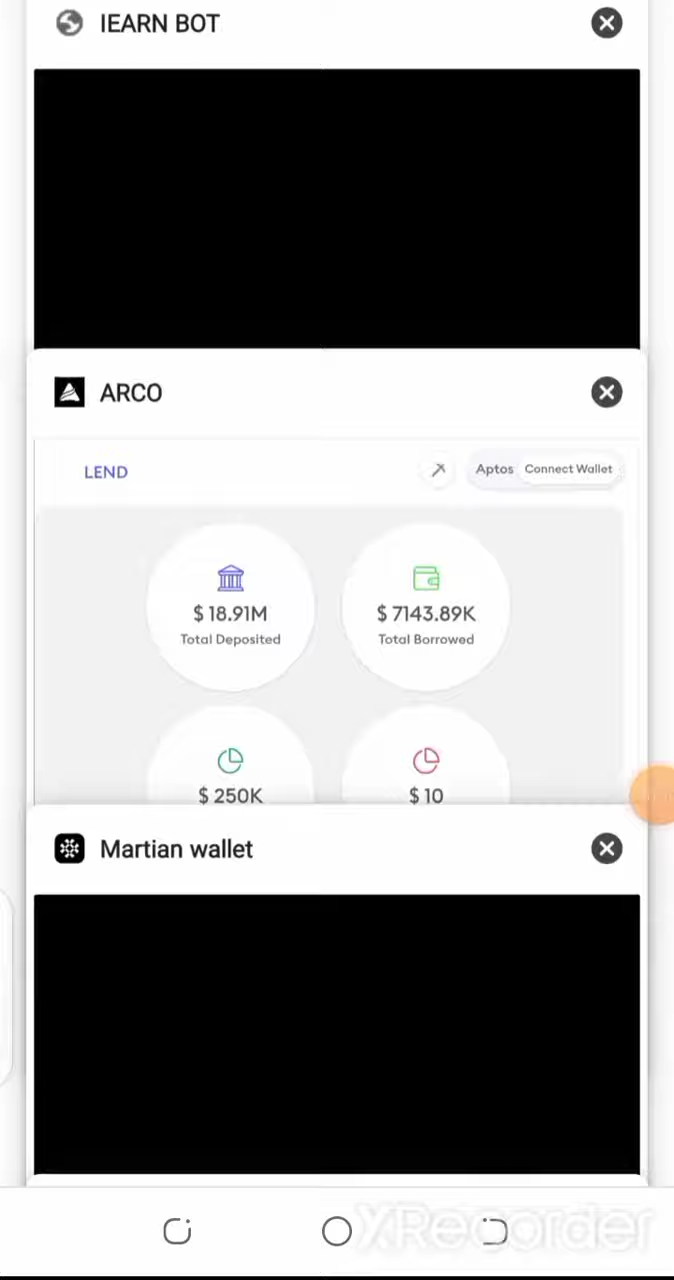 IEARN BOT
ARCO
LEND
Aptos Connect Wallet
$ 18.91M
Total Deposited
$ 7143.89K
Total Borrowed
$ 250K
$ 10
Martian wallet
XRecorder